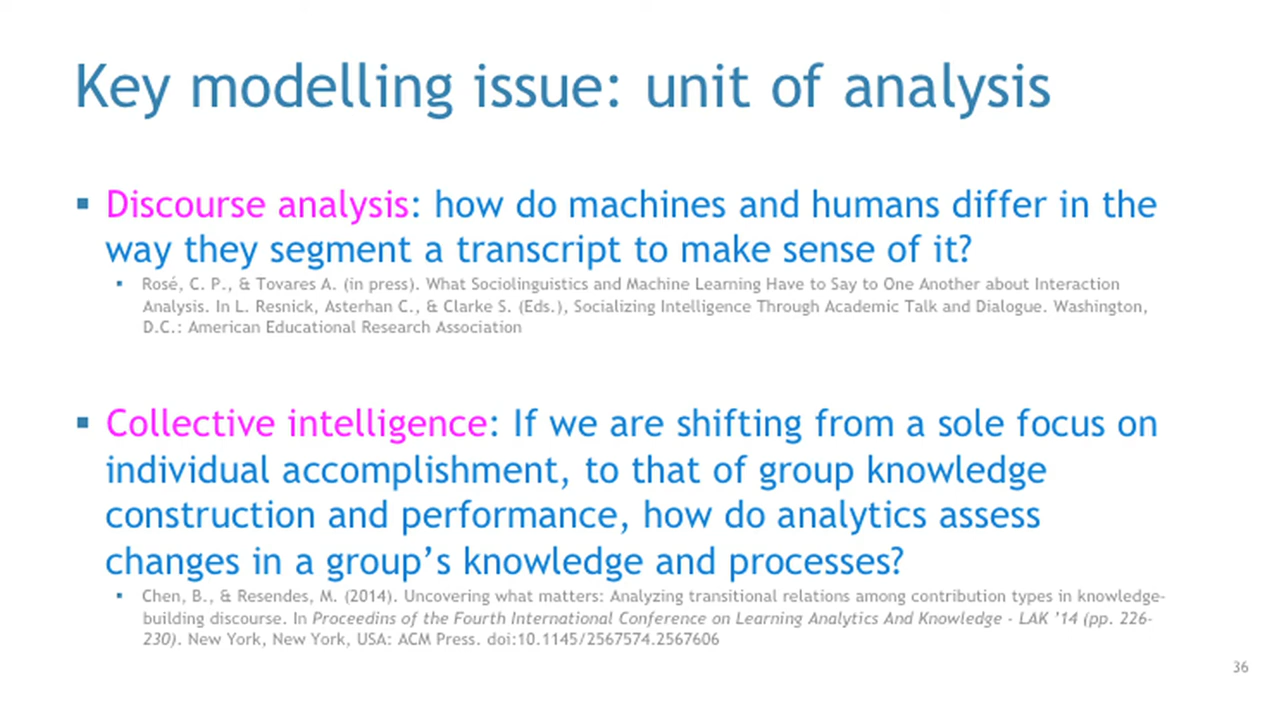 Key modelling issue: unit of analysis
▪ Discourse analysis: how do machines and humans differ in the
way they segment a transcript to make sense of it?
▪ Rosé, C. P., & Tovares A. (in press). What Sociolinguistics and Machine Learning Have to Say to One Another about Interaction
Analysis. In L. Resnick, Asterhan C., & Clarke S. (Eds.), Socializing Intelligence Through Academic Talk and Dialogue. Washington,
D.C.: American Educational Research Association
▪ Collective intelligence: If we are shifting from a sole focus on
individual accomplishment, to that of group knowledge
construction and performance, how do analytics assess
changes in a group’s knowledge and processes?
▪ Chen, B., & Resendes, M. (2014). Uncovering what matters: Analyzing transitional relations among contribution types in knowledge-
building discourse. In Proceedins of the Fourth International Conference on Learning Analytics And Knowledge - LAK ’14 (pp. 226-
230). New York, New York, USA: ACM Press. doi:10.1145/2567574.2567606
36